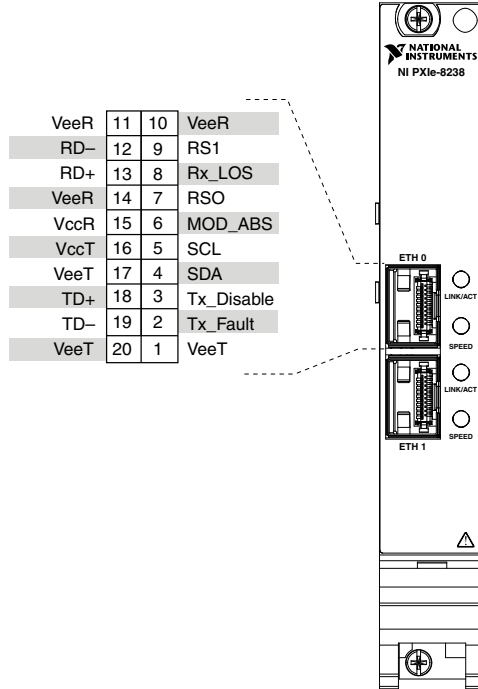 NATIONAL
INSTRUMENTS
NI PXIe-8238
VeeR 11 10 VeeR
RD– 12 9 RS1
RD+ 13 8 Rx_LOS
VeeR 14 7 RSO
VccR 15 6 MOD_ABS
VccT 16 5 SCL
VeeT 17 4 SDA
TD+ 18 3 Tx_Disable
TD– 19 2 Tx_Fault
VeeT 20 1 VeeT
ETH 0
LINK/ACT
SPEED
LINK/ACT
SPEED
ETH 1